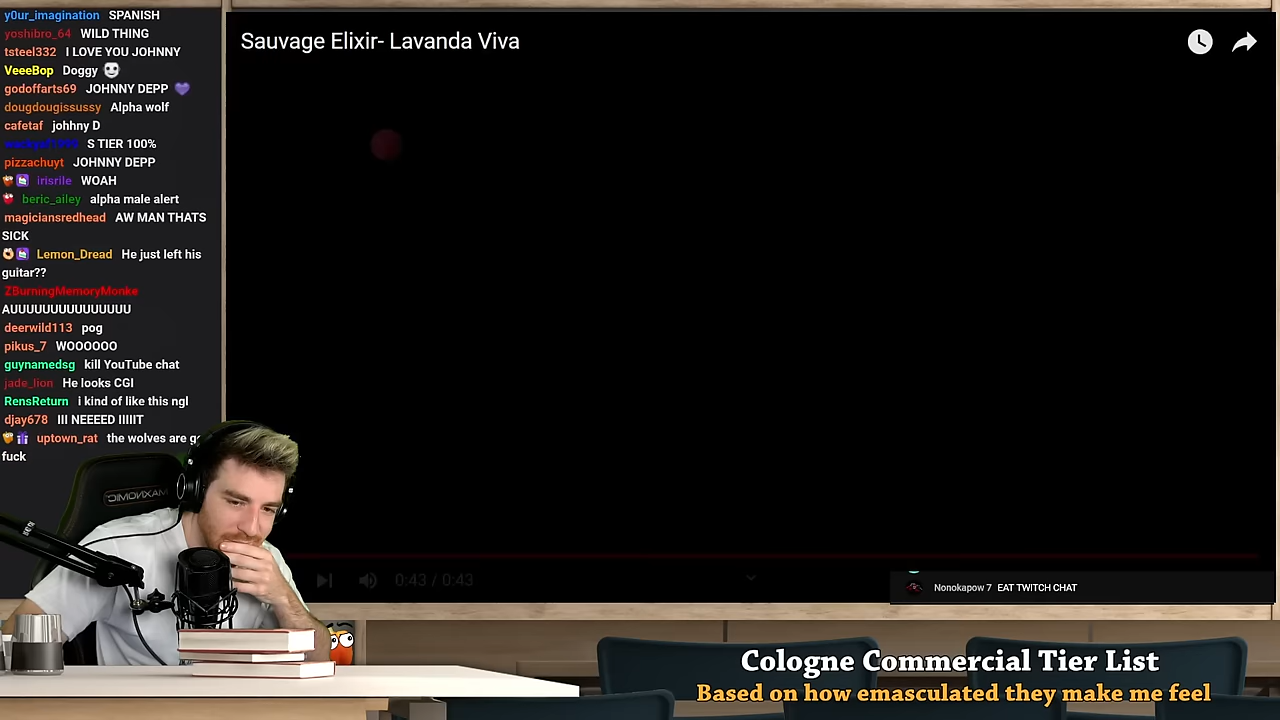 y0ur_imagination SPANISH
yoshibro_64 WILD THING
tsteel332 I LOVE YOU JOHNNY
VeeeBop Doggy
godoffarts69 JOHNNY DEPP
dougdougissussy Alpha wolf
cafetaf johhny D
S TIER 100%
pizzachuyt JOHNNY DEPP
irisrile WOAH
beric_ailey alpha male alert
magiciansredhead AW MAN THATS
SICK
Lemon_Dread He just left his
guitar??
ZBurningMemoryMonke
AUUUUUUUUUUUUUUU
deerwild113 pog
pikus_7 WOOOOOO
guynamedsg kill YouTube chat
jade_lion He looks CGI
RensReturn i kind of like this ngl
djay678 III NEEEED IIIIIT
uptown_rat the wolves are
fuck
Sauvage Elixir- Lavanda Viva
MAXNOMIC
0:43 / 0:43
Nonokapow 7 EAT TWITCH CHAT
Cologne Commercial Tier List
Based on how emasculated they make me feel